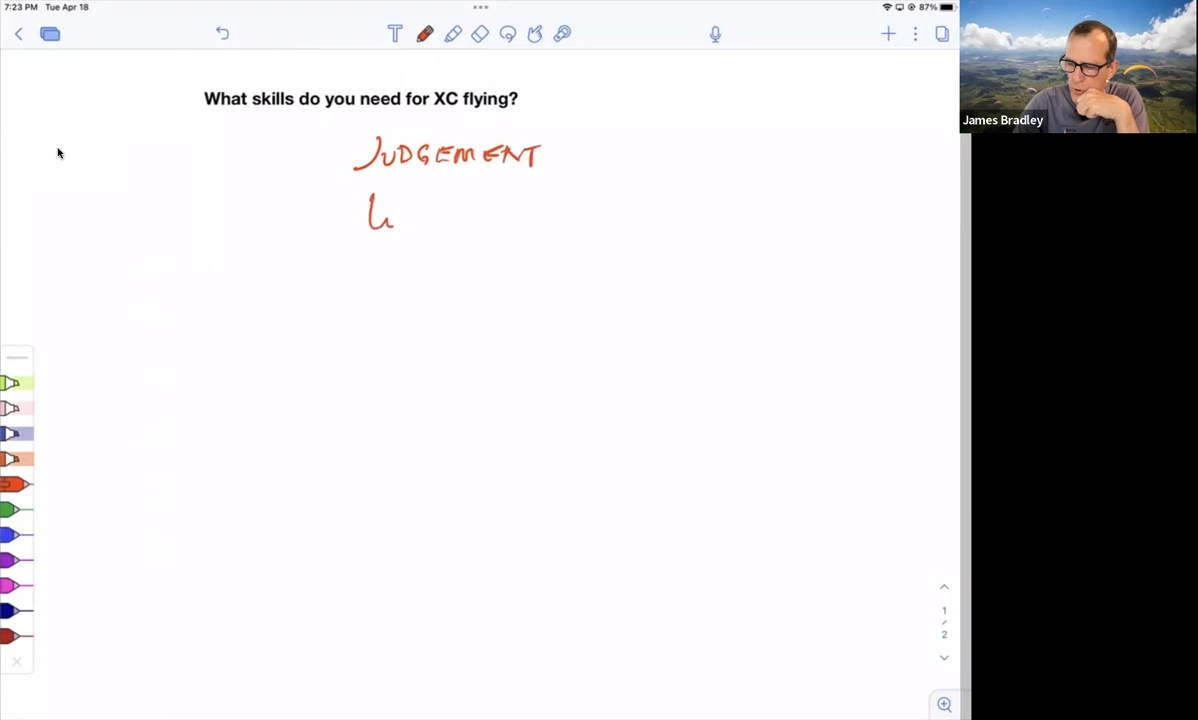 7:23 PM Tue Apr 18
87%
What skills do you need for XC flying?
JUDGEMENT
James Bradley
1
/
2